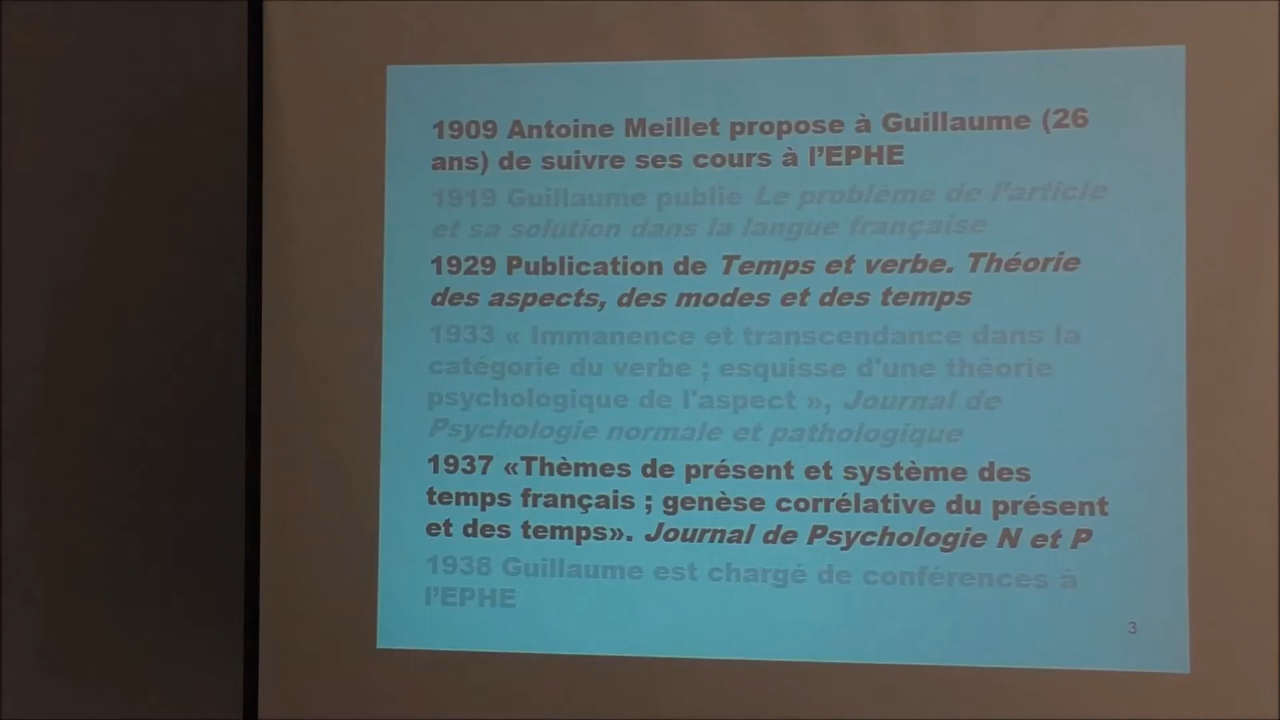 1909 Antoine Meillet propose à Guillaume (26
ans) de suivre ses cours à l’EPHE
1919 Guillaume publie Le problème de l’article
et sa solution dans la langue française
1929 Publication de Temps et verbe. Théorie
des aspects, des modes et des temps
1933 « Immanence et transcendance dans la
catégorie du verbe ; esquisse d'une théorie
psychologique de l'aspect », Journal de
Psychologie normale et pathologique
1937 «Thèmes de présent et système des
temps français ; genèse corrélative du présent
et des temps». Journal de Psychologie N et P
1938 Guillaume est chargé de conférences à
l’EPHE
3